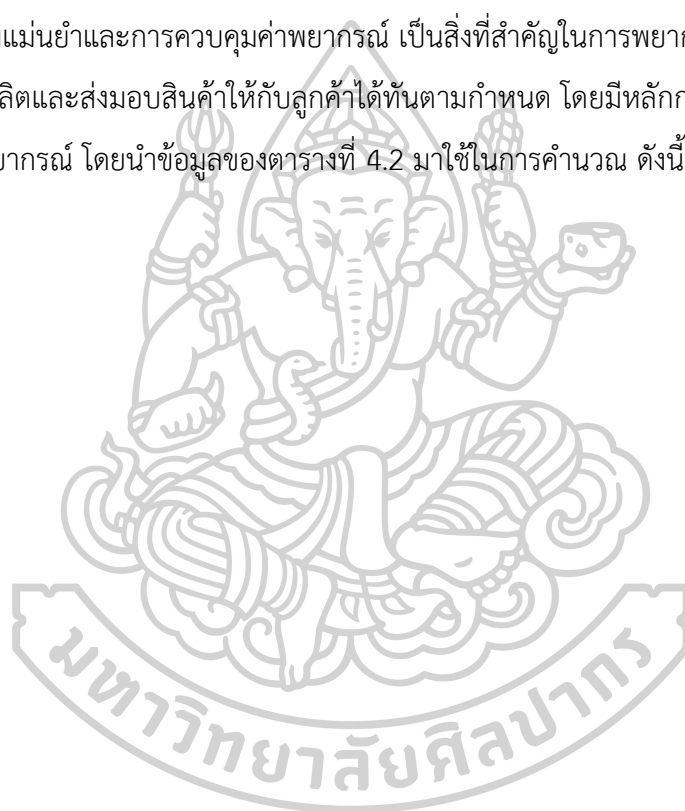 แม่นยำและการควบคุมค่าพยากรณ์ เป็นสิ่งที่สำคัญในการพยาก
ลิตและส่งมอบสินค้าให้กับลูกค้าได้ทันตามกำหนด โดยมีหลักก
ยากรณ์ โดยนำข้อมูลของตารางที่ 4.2 มาใช้ในการคำนวณ ดังนี้
มหาวิทยาลัยศิลปากร